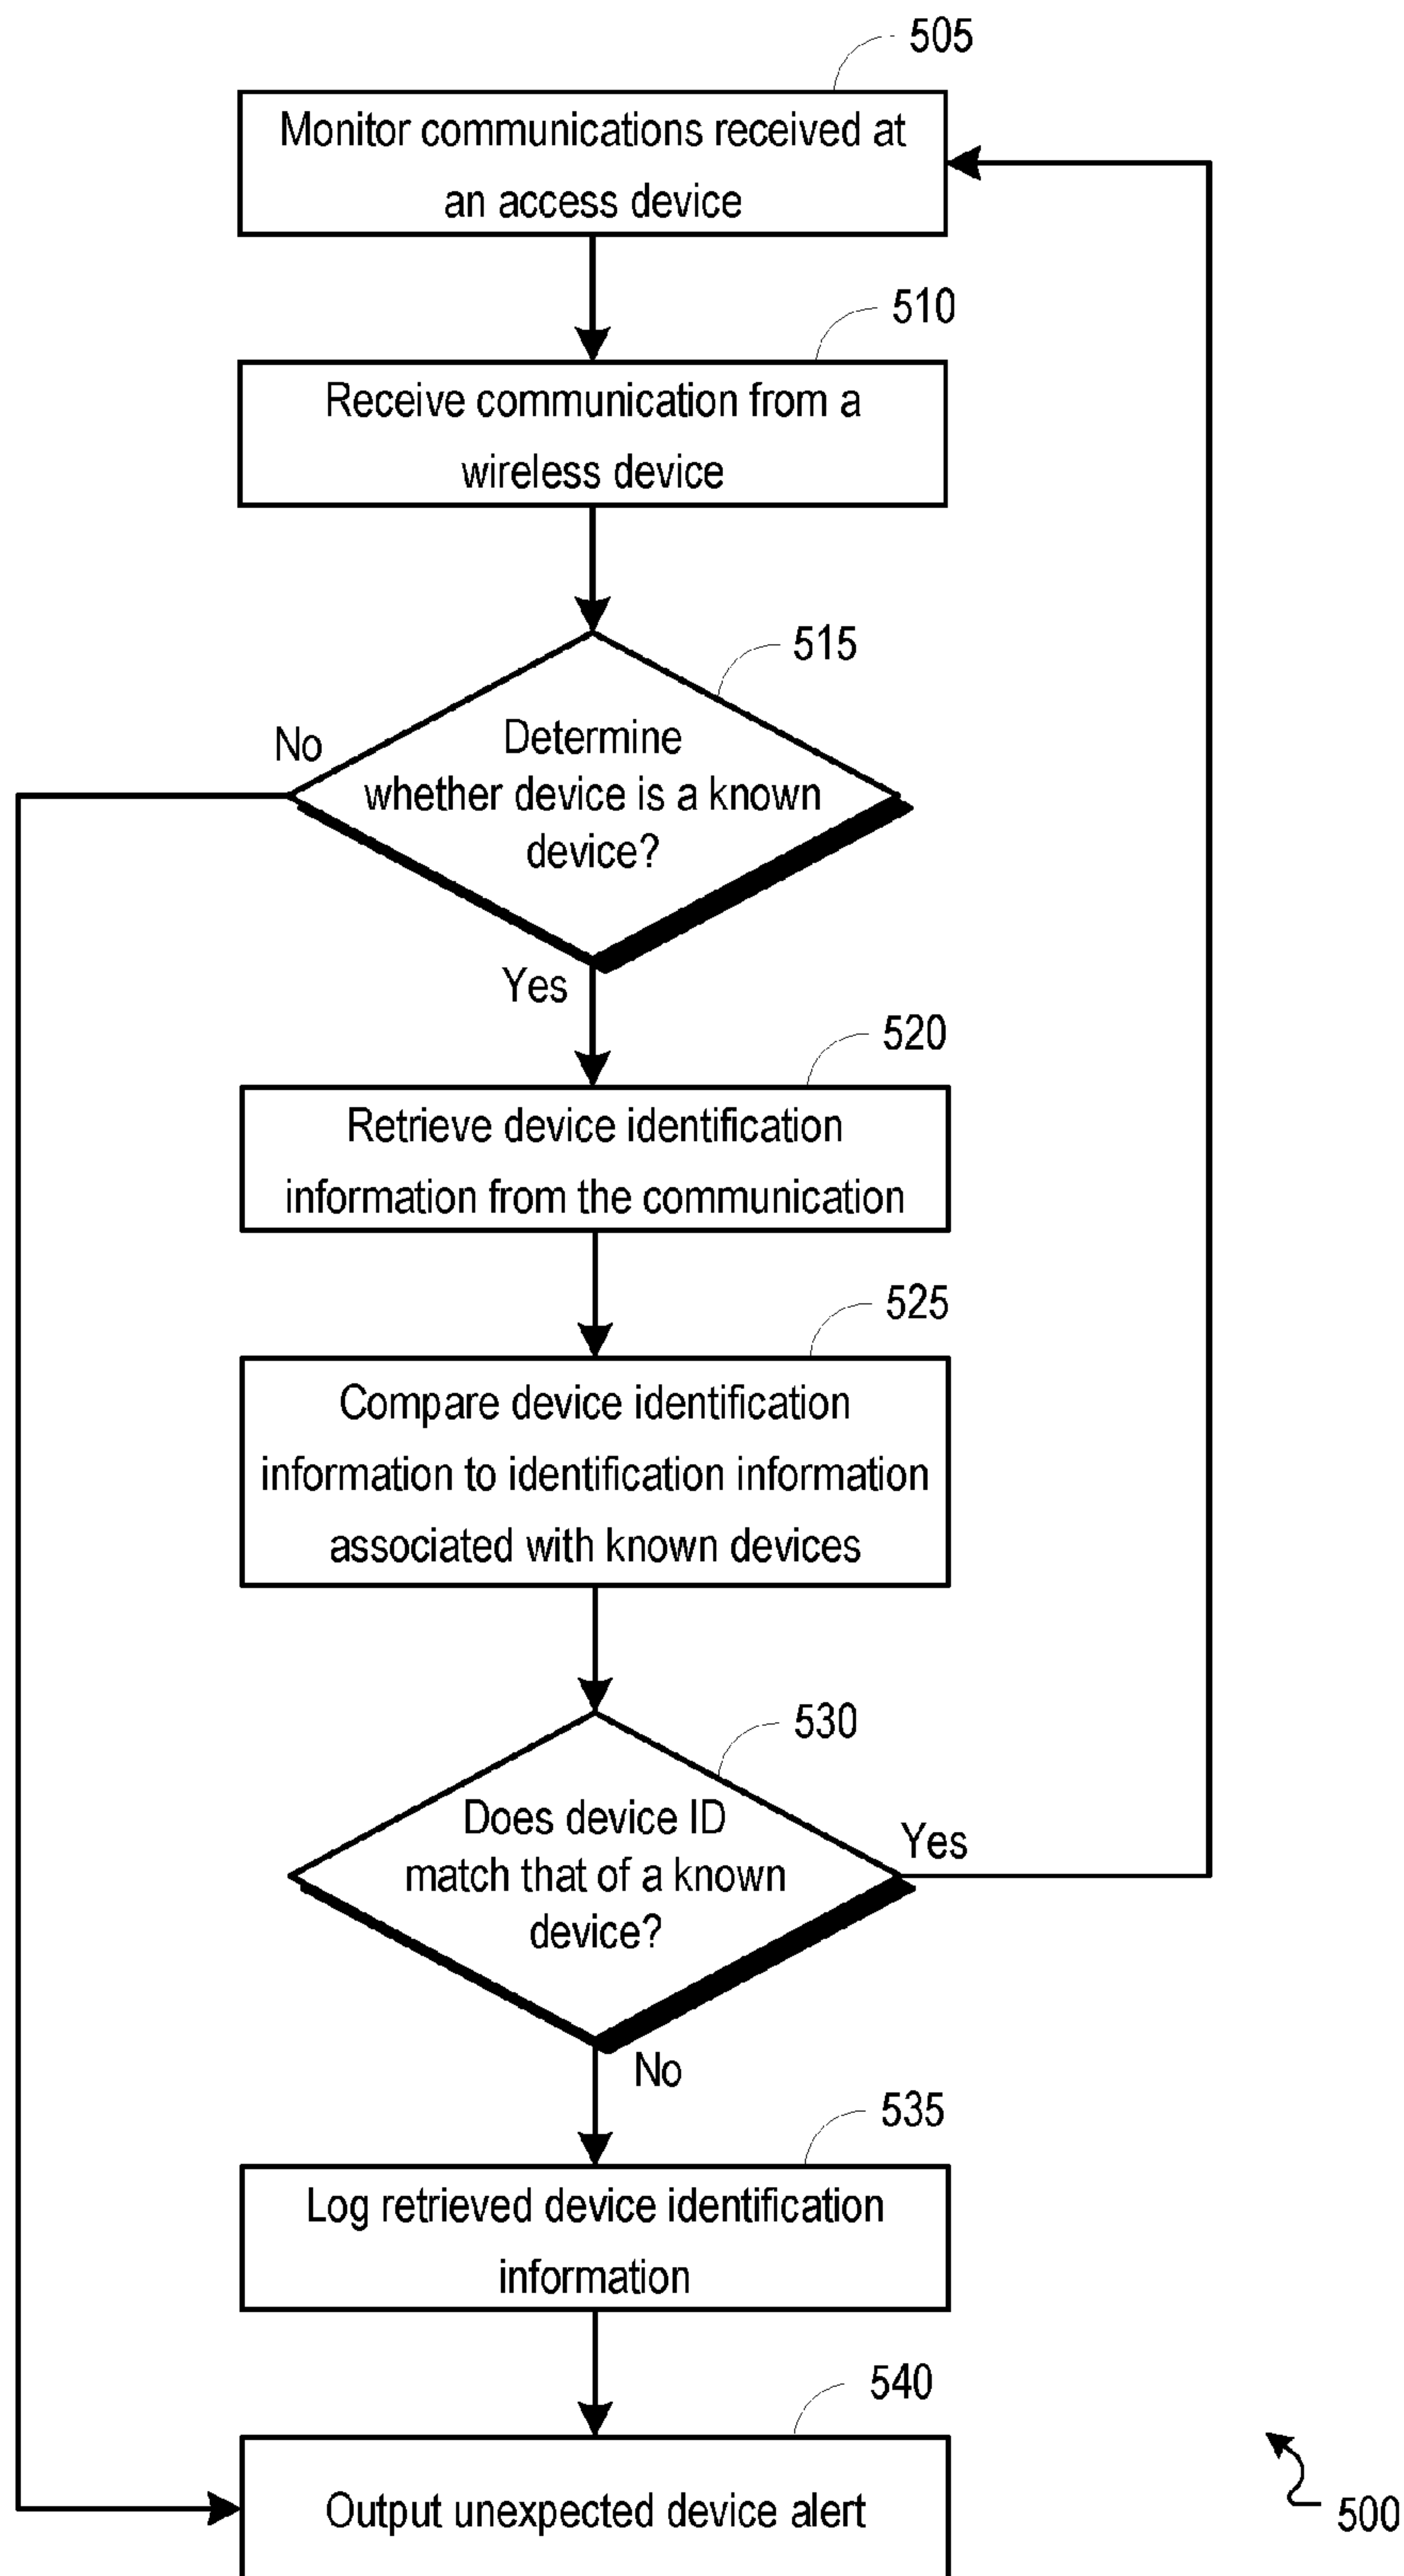 505
Monitor communications received at
an access device
510
Receive communication from a
wireless device
515
No
Determine
whether device is a known
device?
Yes
520
Retrieve device identification
information from the communication
525
Compare device identification
information to identification information
associated with known devices
530
Does device ID
match that of a known
device?
Yes
No
535
Log retrieved device identification
information
540
Output unexpected device alert
500